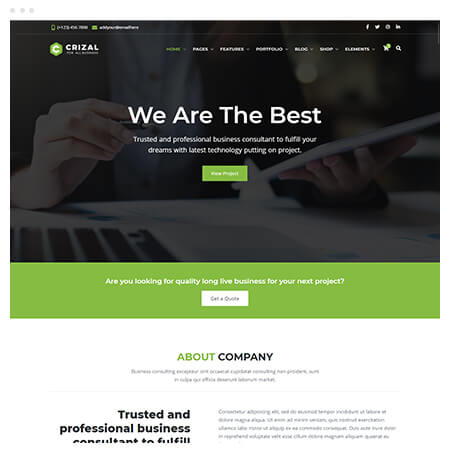 (+123) 456 7890 addyour@emailhere
CRIZAL
FOR ALL BUSINESS
HOME PAGES FEATURES PORTFOLIO BLOG SHOP ELEMENTS
We Are The Best
Trusted and professional business consultant to fulfill your
dreams with latest technology putting on project.
View Project
Are you looking for quality long live business for your next project?
Get a Quote
ABOUT COMPANY
Business consulting excepteur sint occaecat cupidatat consulting non proident, sunt
in culpa qui officia deserunt laborum market.
Trusted and
professional business
consultant to fulfill
Consectetur adipiscing elit, sed do eiusmod tempor incididunt ut labore et
dolore magna aliqua. Ut enim ad minim veniam, quis nostrud exercitation
ullamco laboris nisi ut aliquip ex ea commodo consequat. Duis aute irure dolor
in reprehenderit voluptate velit esse cillum dolore magnam aliquam quaerat eu